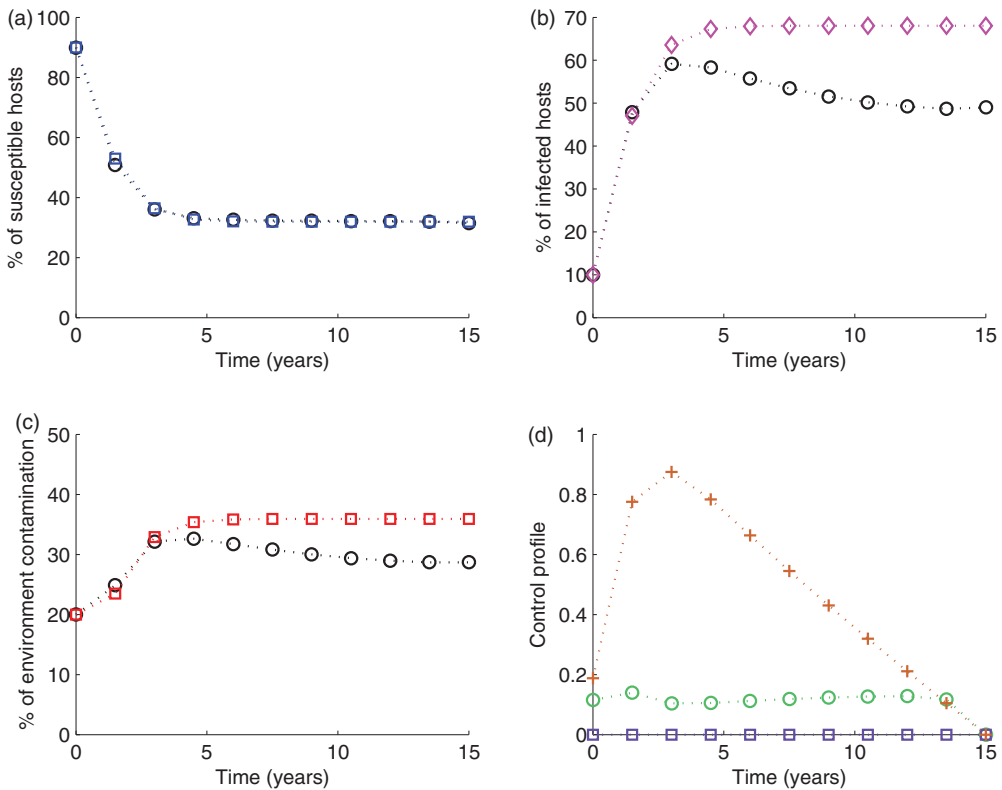 (a)
100
80
60
40
20
0
% of susceptible hosts
0 5 10 15
Time (years)
(b)
70
60
50
40
30
20
10
0
% of infected hosts
0 5 10 15
Time (years)
(c)
50
40
30
20
10
0
% of environment contamination
0 5 10 15
Time (years)
(d)
1
0.8
0.6
0.4
0.2
0
Control profile
0 5 10 15
Time (years)